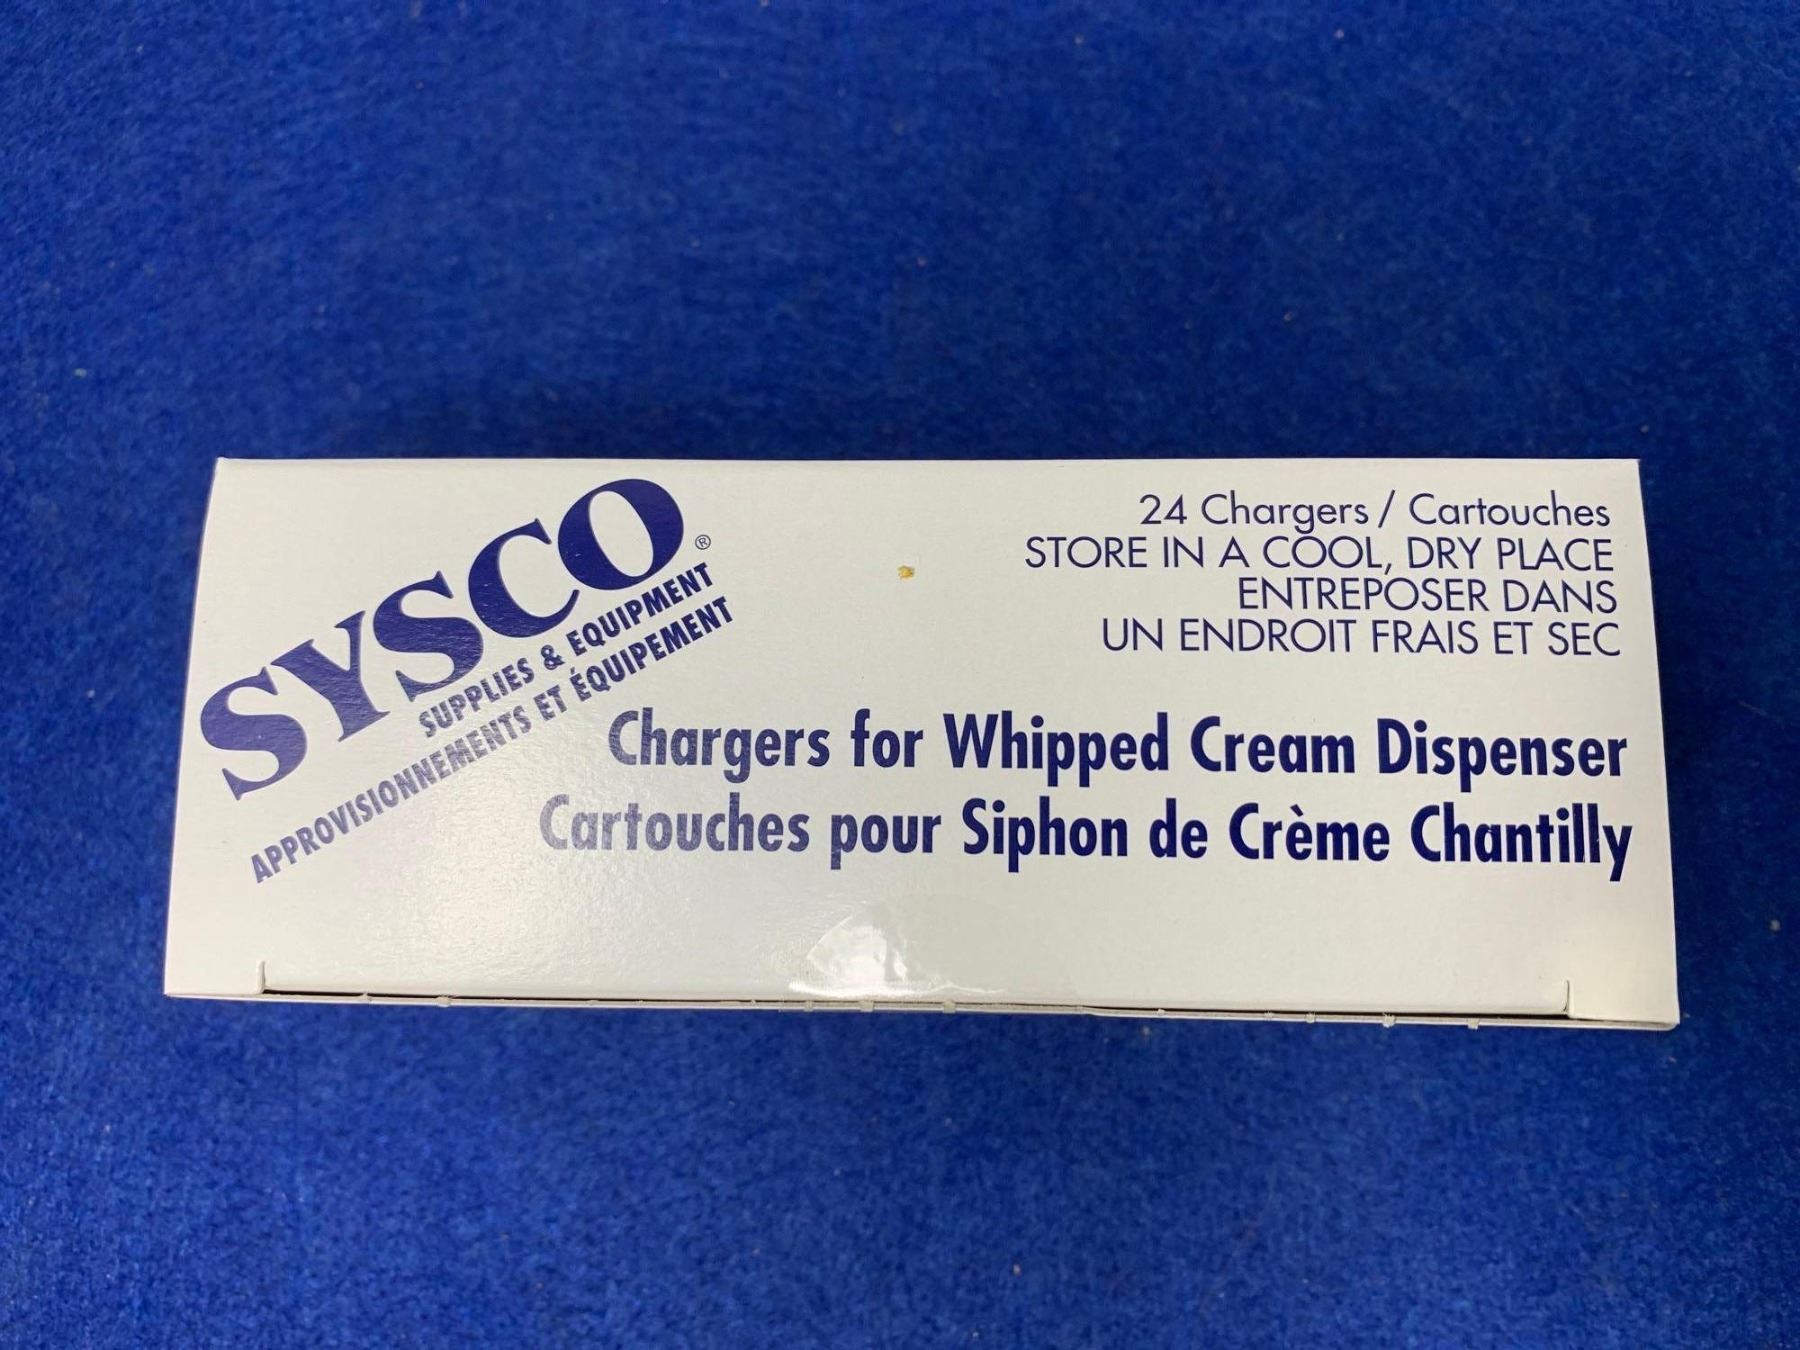 SYSCO®
SUPPLIES & EQUIPMENT
APPROVISIONNEMENTS ET ÉQUIPEMENT
24 Chargers / Cartouches
STORE IN A COOL, DRY PLACE
ENTREPOSER DANS
UN ENDROIT FRAIS ET SEC
Chargers for Whipped Cream Dispenser
Cartouches pour Siphon de Crème Chantilly